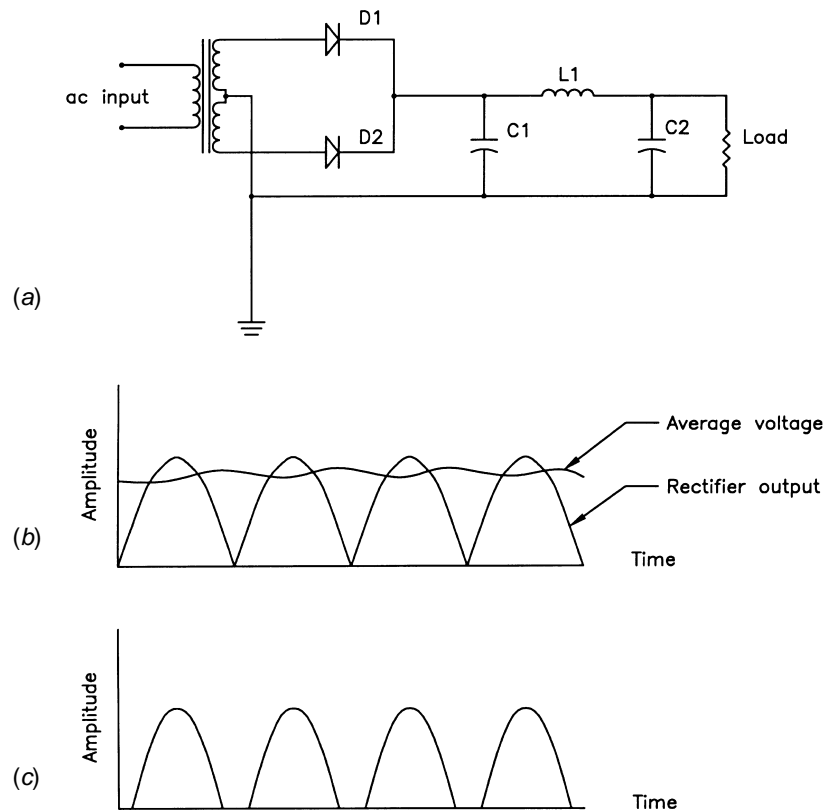 D1
L1
ac input
D2
C1
C2
Load
(a)
Average voltage
Amplitude
Rectifier output
(b)
Time
Amplitude
(c)
Time